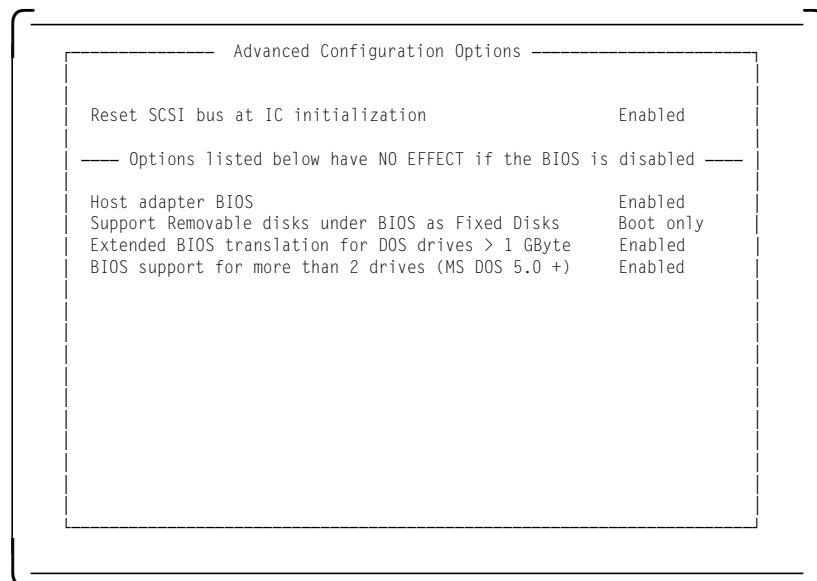 Advanced Configuration Options
Reset SCSI bus at IC initialization Enabled
Options listed below have NO EFFECT if the BIOS is disabled
Host adapter BIOS Enabled
Support Removable disks under BIOS as Fixed Disks Boot only
Extended BIOS translation for DOS drives > 1 GByte Enabled
BIOS support for more than 2 drives (MS DOS 5.0 +) Enabled